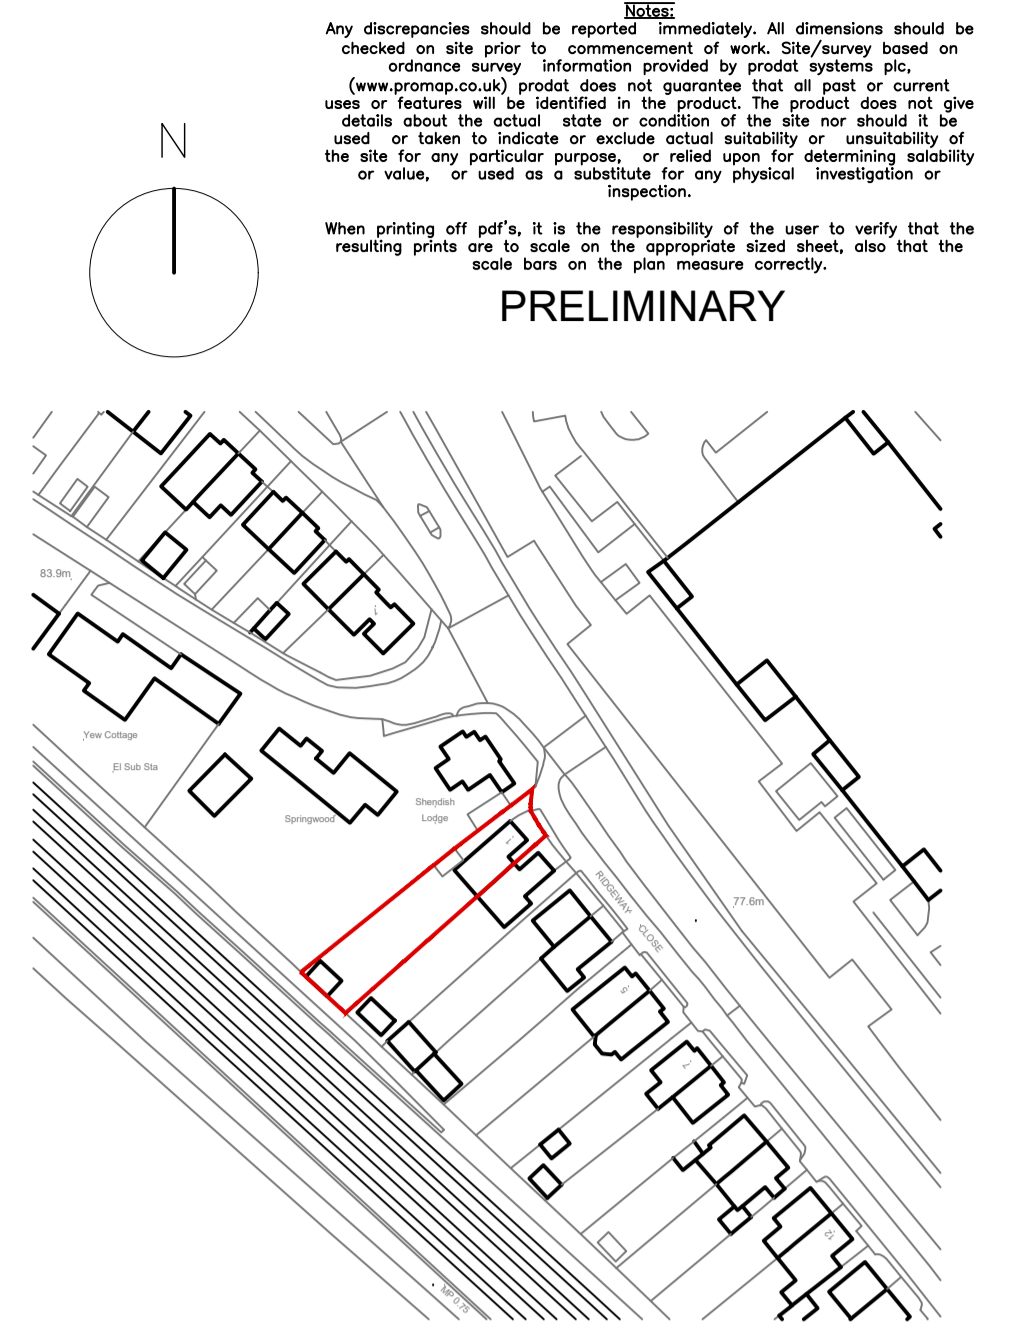 Notes:
Any discrepancies should be reported immediately. All dimensions should be
checked on site prior to commencement of work. Site/survey based on
ordnance survey information provided by prodat systems plc,
(www.promap.co.uk) prodat does not guarantee that all past or current
uses or features will be identified in the product. The product does not give
details about the actual state or condition of the site nor should it be
used or taken to indicate or exclude actual suitability or unsuitability of
the site for any particular purpose, or relied upon for determining salability
or value, or used as a substitute for any physical investigation or
inspection.
When printing off pdf's, it is the responsibility of the user to verify that the
resulting prints are to scale on the appropriate sized sheet, also that the
scale bars on the plan measure correctly.
N
PRELIMINARY
83.9m
1
Yew Cottage
El Sub Sta
Springwood
Shendish
Lodge
1
RIDGEWAY CLOSE
77.6m
5
7
12
MP 0.75